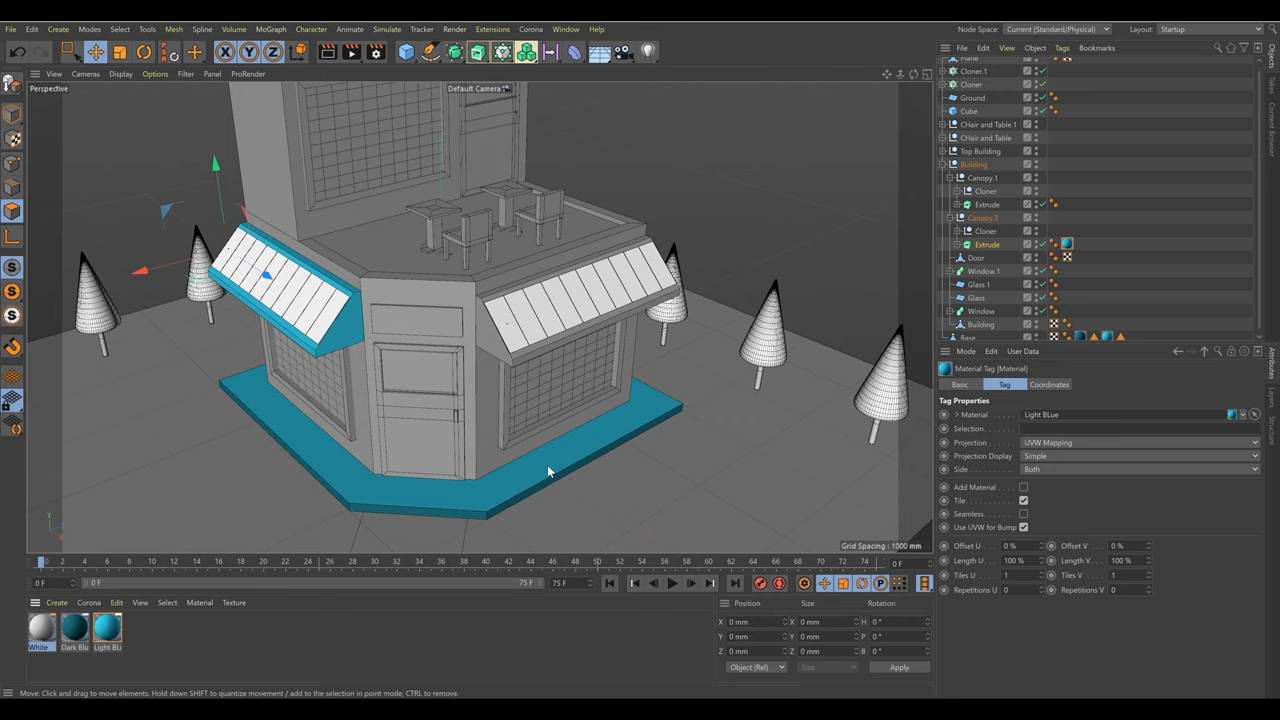 File Edit Create Modes Select Tools Mesh Spline Volume MoGraph Character Animate Simulate Tracker Render Extensions Corona Window Help Node Space: Current (Standard/Physical) Layout: Startup
X Y Z File Edit View Object Tags Bookmarks
View Cameras Display Options Filter Panel ProRender
Perspective Default Camera
Plane
Cloner.1
Cloner
Ground
Cube
CHair and Table.1
CHair and Table
Top Building
Building
Canopy.1
Cloner
Extrude
Canopy.2
Cloner
Extrude
Door
Window.1
Glass.1
Glass
Window
Building
Base
Objects
Takes
Content Browser
Mode Edit User Data
Material Tag [Material]
Basic Tag Coordinates
Tag Properties
Material Light BLue
Selection
Projection UVW Mapping
Projection Display Simple
Side Both
Add Material
Tile
Seamless
Use UVW for Bump
Offset U 0 % Offset V 0 %
Length U 100 % Length V 100 %
Tiles U 1 Tiles V 1
Repetitions U 0 Repetitions V 0
Attributes
Layers
Structure
Y
Grid Spacing : 1000 mm
0 2 4 6 8 10 12 14 16 18 20 22 24 26 28 30 32 34 36 38 40 42 44 46 48 50 52 54 56 58 60 62 64 66 68 70 72 74 0 F
0 F 0 F 75 F 75 F
Create Corona Edit View Select Material Texture
White Dark Blu Light BLu
Position Size Rotation
X 0 mm X 0 mm H 0 °
Y 0 mm Y 0 mm P 0 °
Z 0 mm Z 0 mm B 0 °
Object (Rel) Size Apply
Move: Click and drag to move elements. Hold down SHIFT to quantize movement / add to the selection in point mode, CTRL to remove.